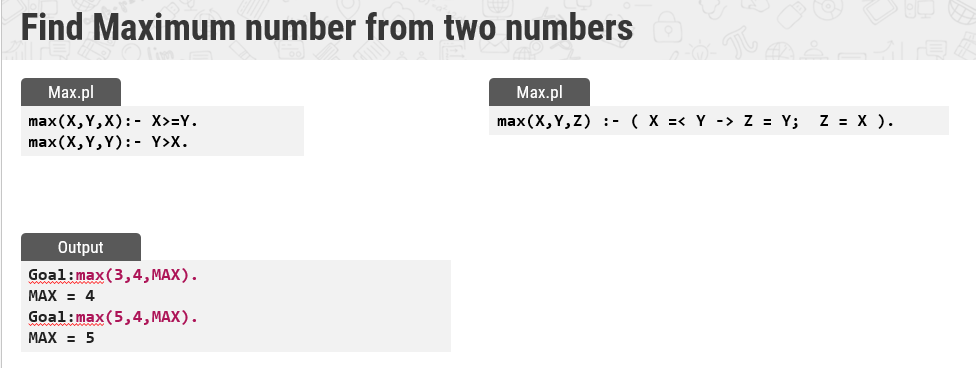 Find Maximum number from two numbers
Max.pl
max(X,Y,X):- X>=Y.
max(X,Y,Y):- Y>X.
Max.pl
max(X,Y,Z) :- ( X =< Y -> Z = Y;  Z = X ).
Output
Goal:max(3,4,MAX).
MAX = 4
Goal:max(5,4,MAX).
MAX = 5